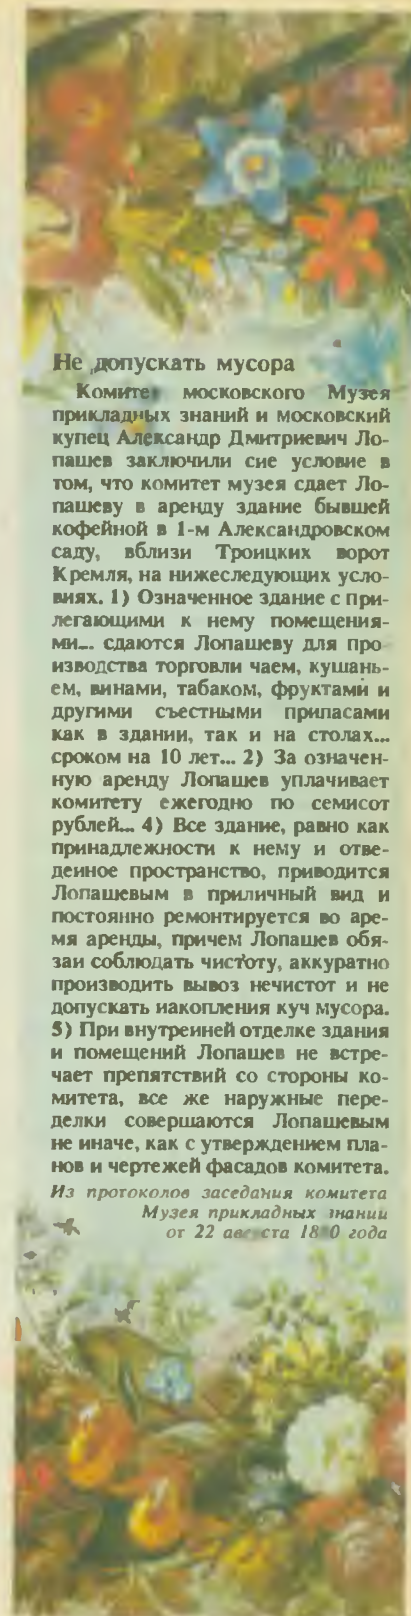 Не допускать мусора
Комитет московского Музея
прикладных знаний и московский
купец Александр Дмитриевич Ло-
пашев заключили сие условие в
том, что комитет музея сдает Ло-
пашеву в аренду здание бывшей
кофейной в 1-м Александровском
саду, вблизи Троицких ворот
Кремля, на нижеследующих усло-
виях. 1) Означенное здание с при-
легающими к нему помещения-
ми... сдаются Лопашеву для про-
изводства торговли чаем, кушань-
ем, винами, табаком, фруктами и
другими съестными припасами
как в здании, так и на столах...
сроком на 10 лет... 2) За означен-
ную аренду Лопашев уплачивает
комитету ежегодно по семисот
рублей... 4) Все здание, равно как
принадлежности к нему и отве-
денное пространство, приводится
Лопашевым в приличный вид и
постоянно ремонтируется во вре-
мя аренды, причем Лопашев обя-
зан соблюдать чистоту, аккуратно
производить вывоз нечистот и не
допускать накопления куч мусора.
5) При внутренней отделке здания
и помещений Лопашев не встре-
чает препятствий со стороны ко-
митета, все же наружные пере-
делки совершаются Лопашевым
не иначе, как с утверждением пла-
нов и чертежей фасадов комитета.
Из протоколов заседания комитета
Музея прикладных знаний
от 22 августа года